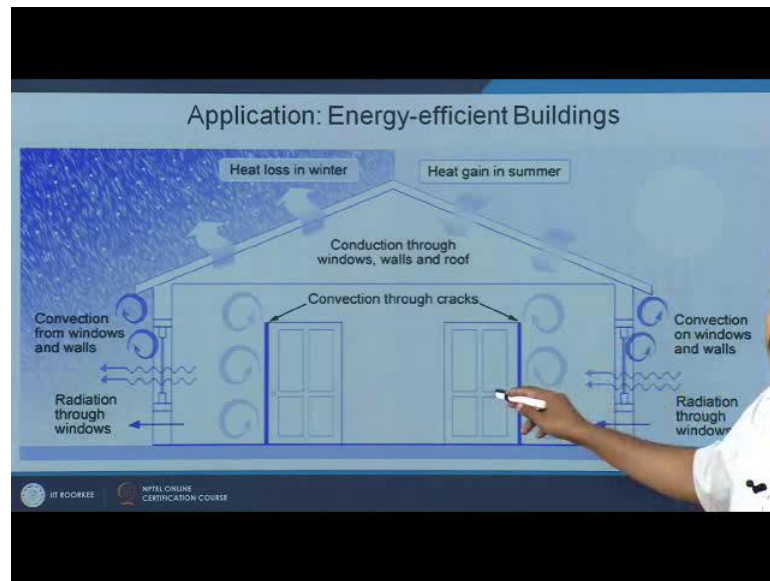 Application: Energy-efficient Buildings
Heat loss in winter
Heat gain in summer
Conduction through
windows, walls and roof
Convection through cracks
Convection
from windows
and walls
Convection
on windows
and walls
Radiation
through
windows
Radiation
through
windows
IIT ROORKEE
NPTEL ONLINE
CERTIFICATION COURSE